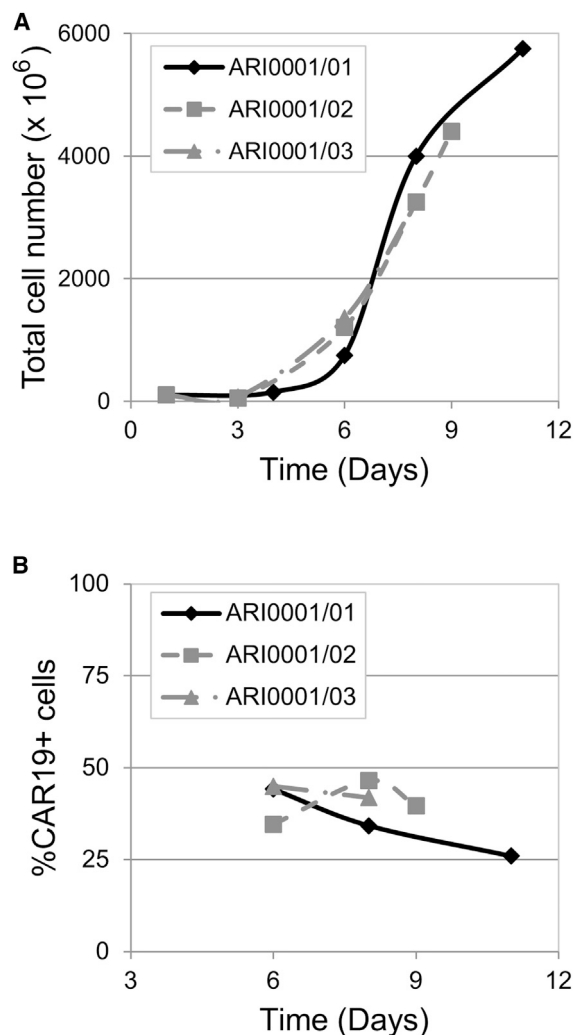 A
Total cell number (x 10⁶)
6000
4000
2000
0
ARI0001/01
ARI0001/02
ARI0001/03
0 3 6 9 12
Time (Days)
B
%CAR19+ cells
100
75
50
25
0
ARI0001/01
ARI0001/02
ARI0001/03
3 6 9 12
Time (Days)